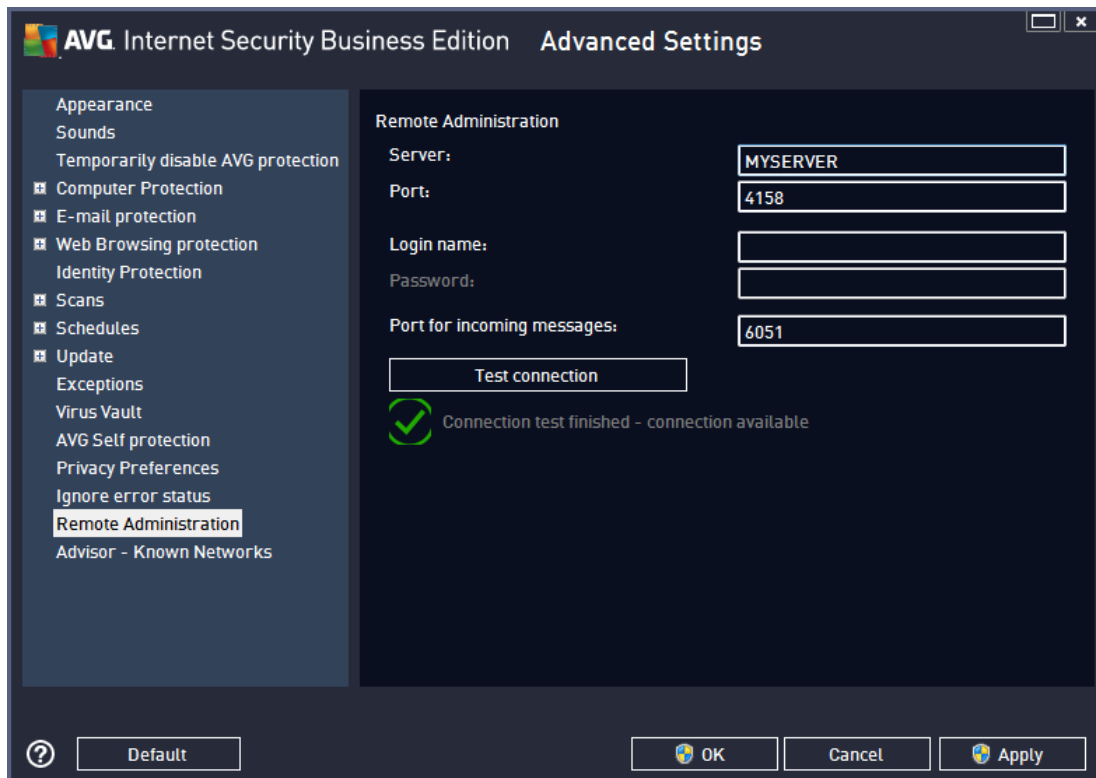 AVG. Internet Security Business Edition Advanced Settings
Appearance
Sounds
Temporarily disable AVG protection
Computer Protection
E-mail protection
Web Browsing protection
Identity Protection
Scans
Schedules
Update
Exceptions
Virus Vault
AVG Self protection
Privacy Preferences
Ignore error status
Remote Administration
Advisor - Known Networks
Remote Administration
Server: MYSERVER
Port: 4158
Login name:
Password:
Port for incoming messages: 6051
Test connection
Connection test finished - connection available
? Default OK Cancel Apply